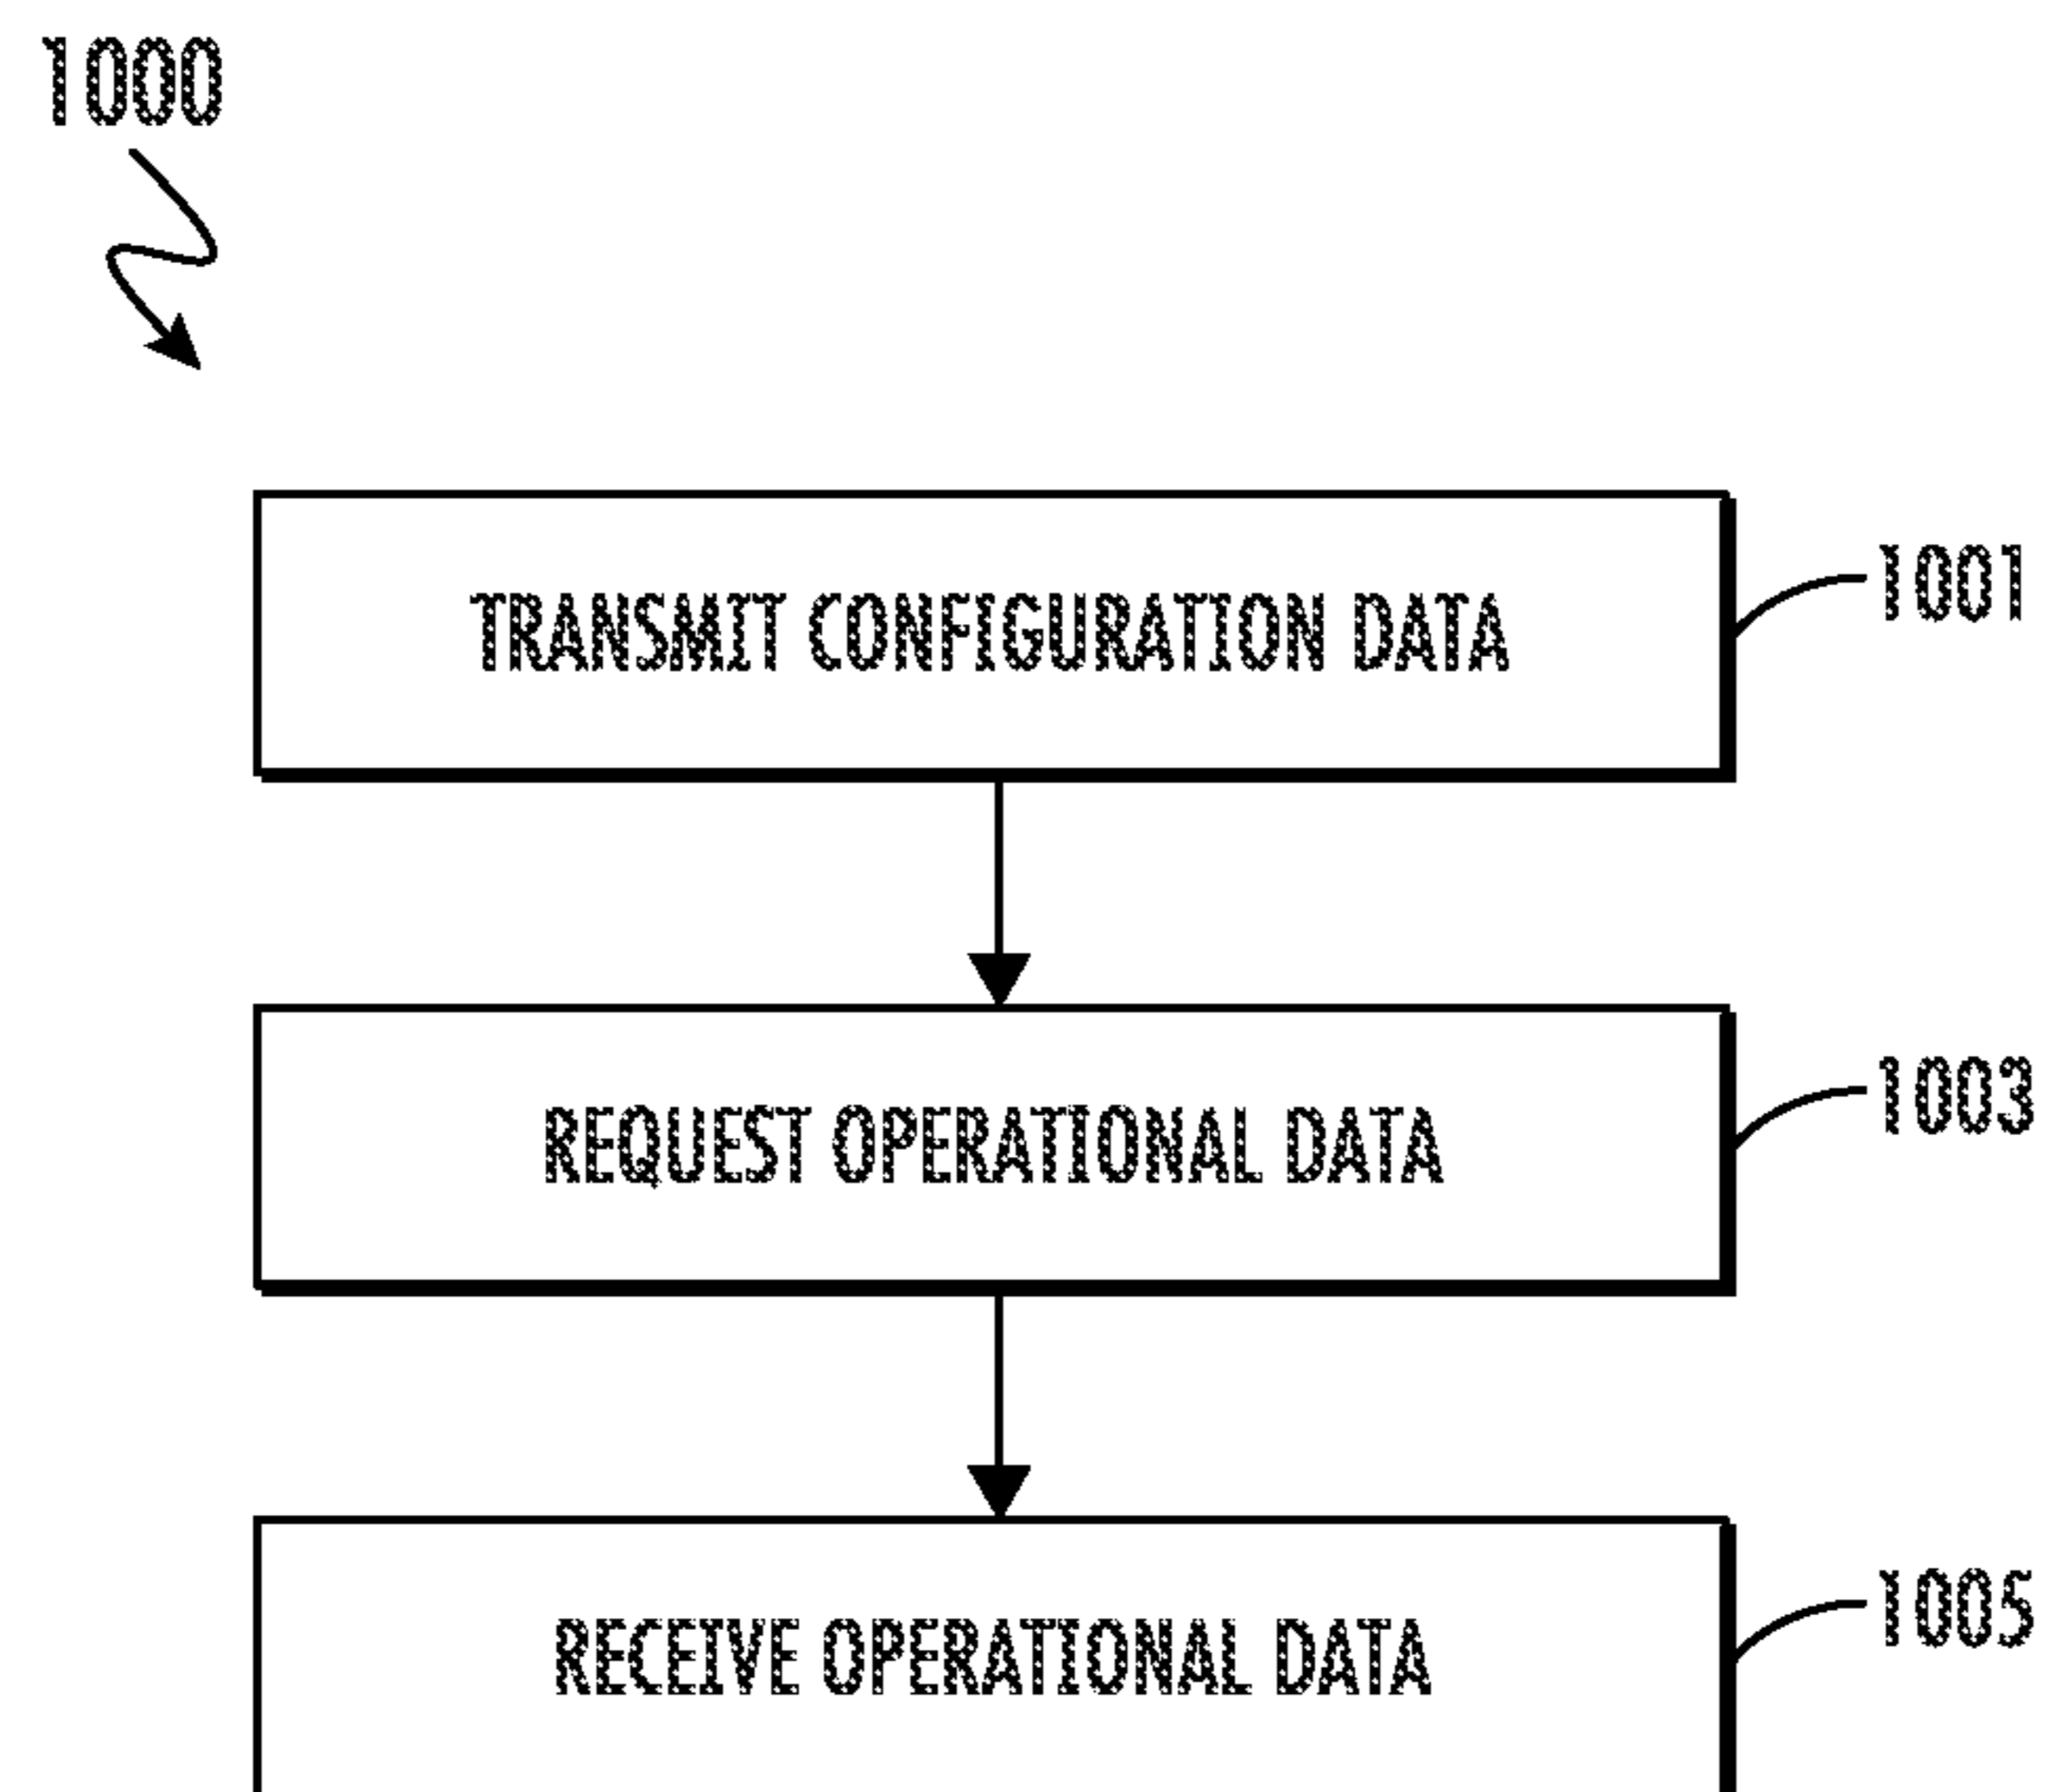 1000
TRANSMIT CONFIGURATION DATA
1001
REQUEST OPERATIONAL DATA
1003
RECEIVE OPERATIONAL DATA
1005